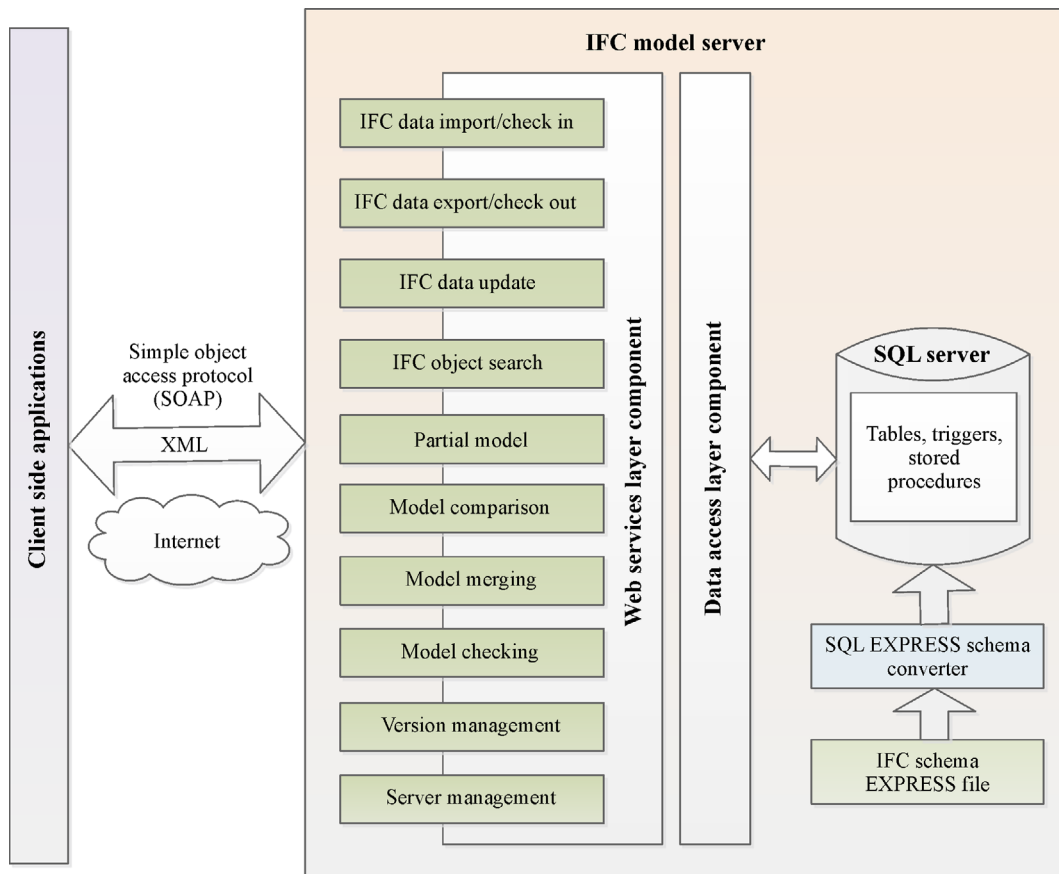 IFC model server
Client side applications
Simple object
access protocol
(SOAP)
XML
Internet
IFC data import/check in
IFC data export/check out
IFC data update
IFC object search
Partial model
Model comparison
Model merging
Model checking
Version management
Server management
Web services layer component
Data access layer component
SQL server
Tables, triggers,
stored
procedures
SQL EXPRESS schema
converter
IFC schema
EXPRESS file